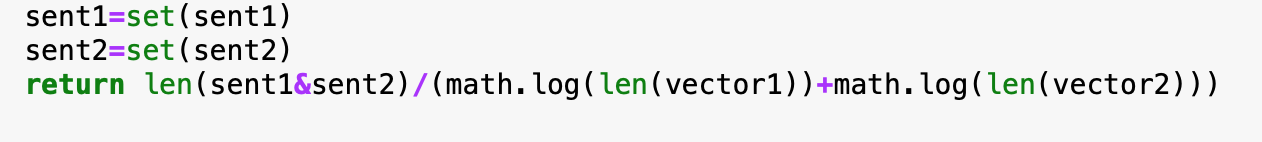 sent1=set(sent1)
sent2=set(sent2)
return len(sent1&sent2)/(math.log(len(vector1))+math.log(len(vector2)))